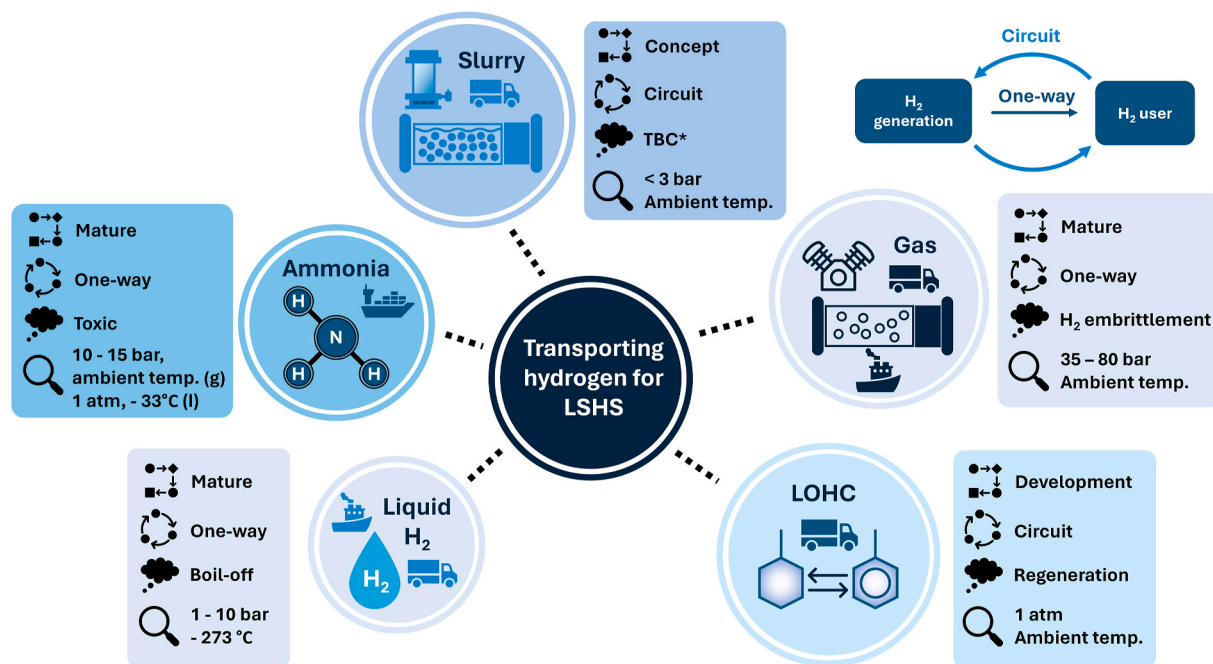 Slurry
Concept
Circuit
TBC*
< 3 bar
Ambient temp.
Circuit
H₂
generation
One-way
H₂ user
Ammonia
H
N
H
H
Mature
One-way
Toxic
10 - 15 bar,
ambient temp. (g)
1 atm, - 33°C (l)
Transporting
hydrogen for
LSHS
Gas
Mature
One-way
H₂ embrittlement
35 – 80 bar
Ambient temp.
Mature
One-way
Boil-off
1 - 10 bar
- 273 °C
Liquid
H₂
H₂
LOHC
Development
Circuit
Regeneration
1 atm
Ambient temp.